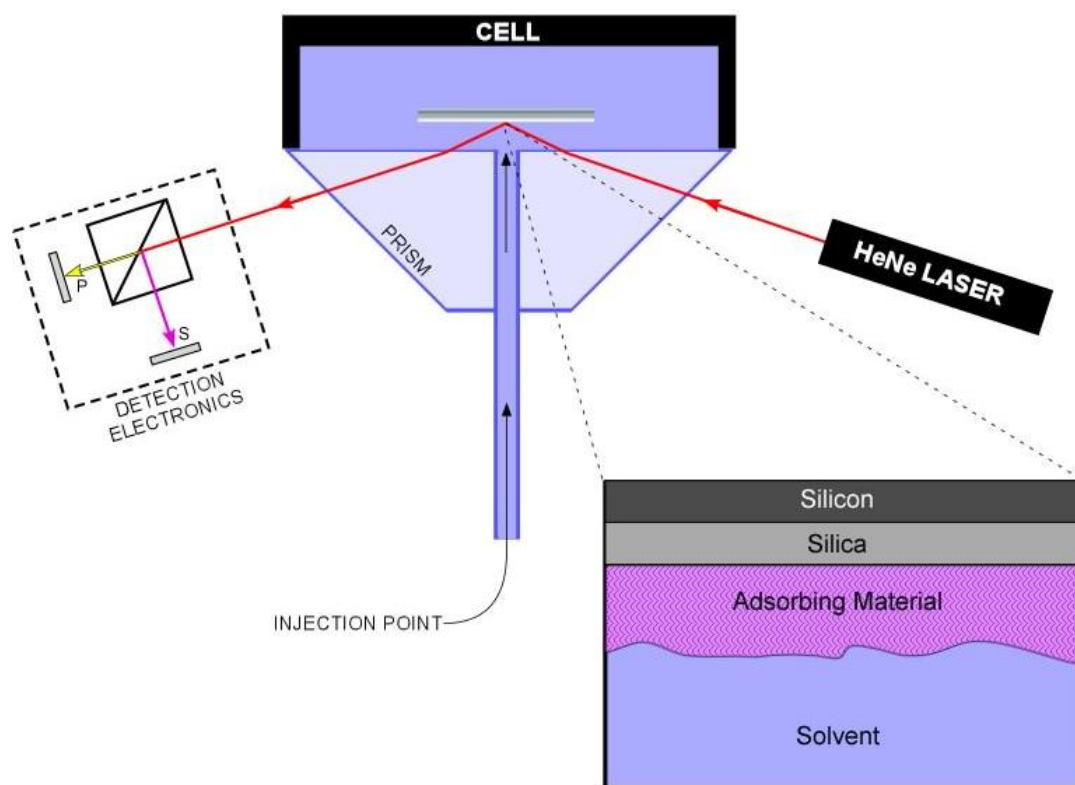 CELL
PRISM
HeNe LASER
P
S
DETECTION
ELECTRONICS
INJECTION POINT
Silicon
Silica
Adsorbing Material
Solvent